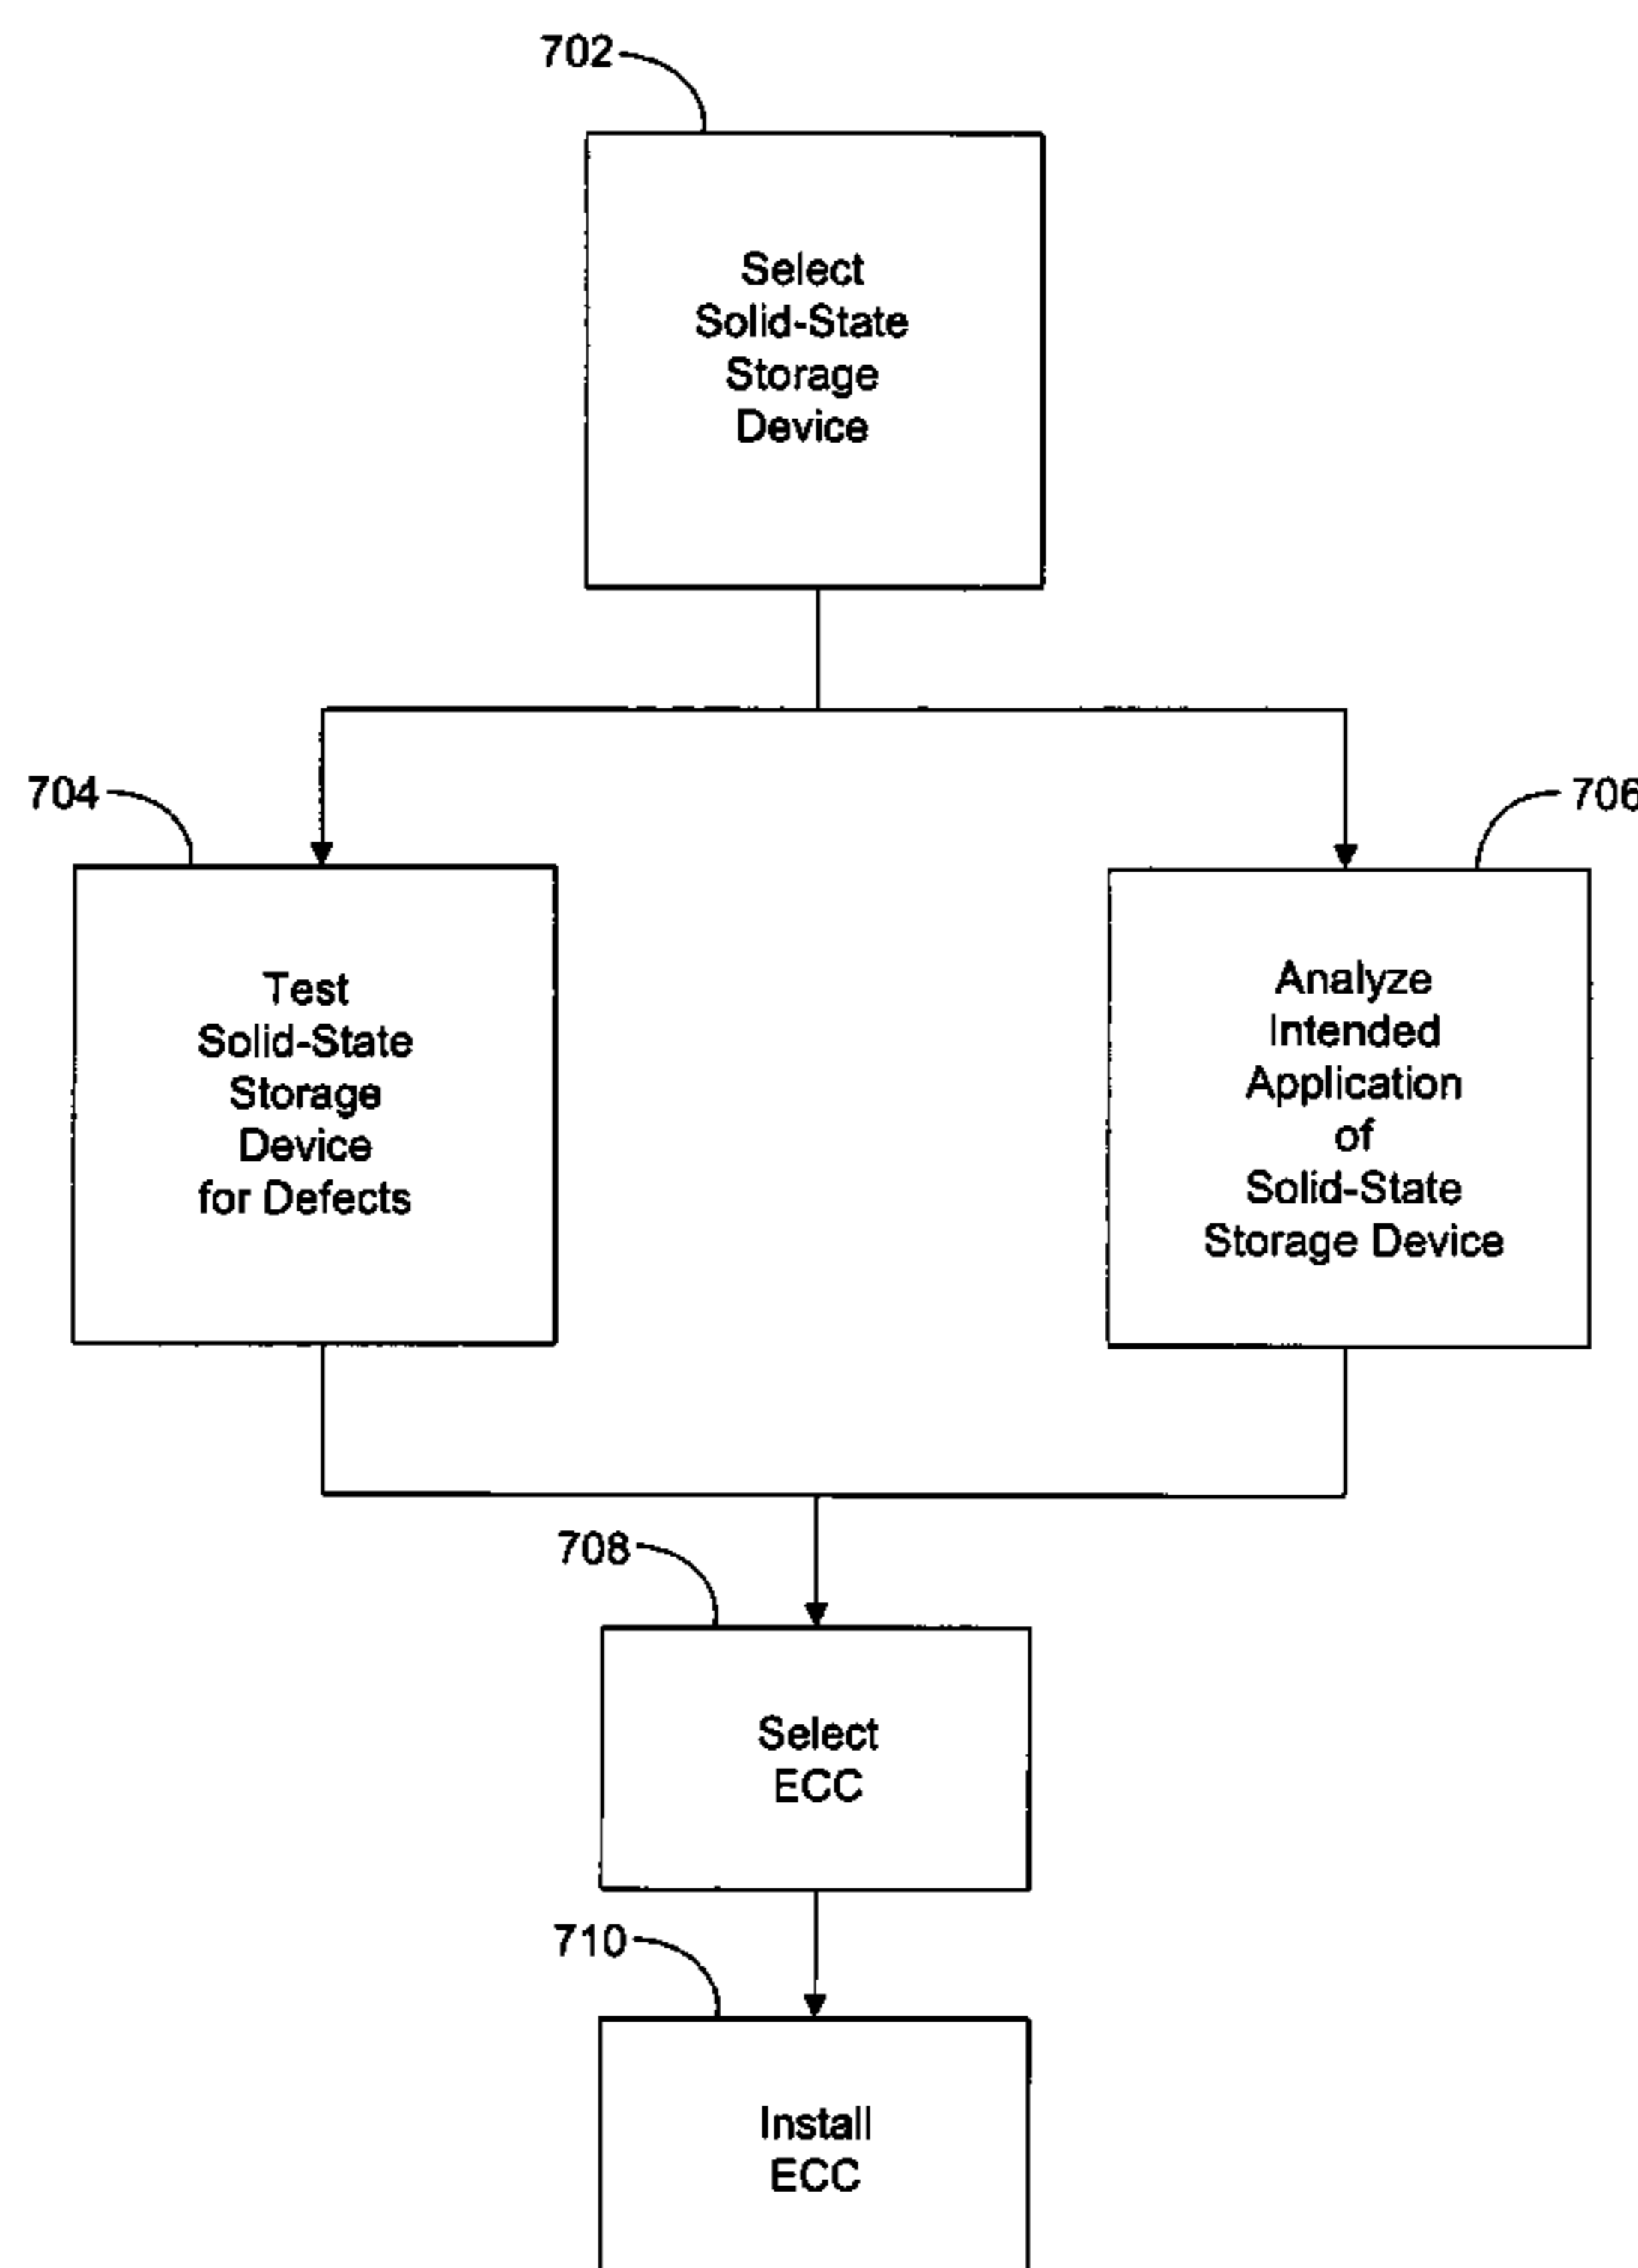 702
Select
Solid-State
Storage
Device
704
706
Test
Solid-State
Storage
Device
for Defects
Analyze
Intended
Application
of
Solid-State
Storage Device
708
Select
ECC
710
Install
ECC